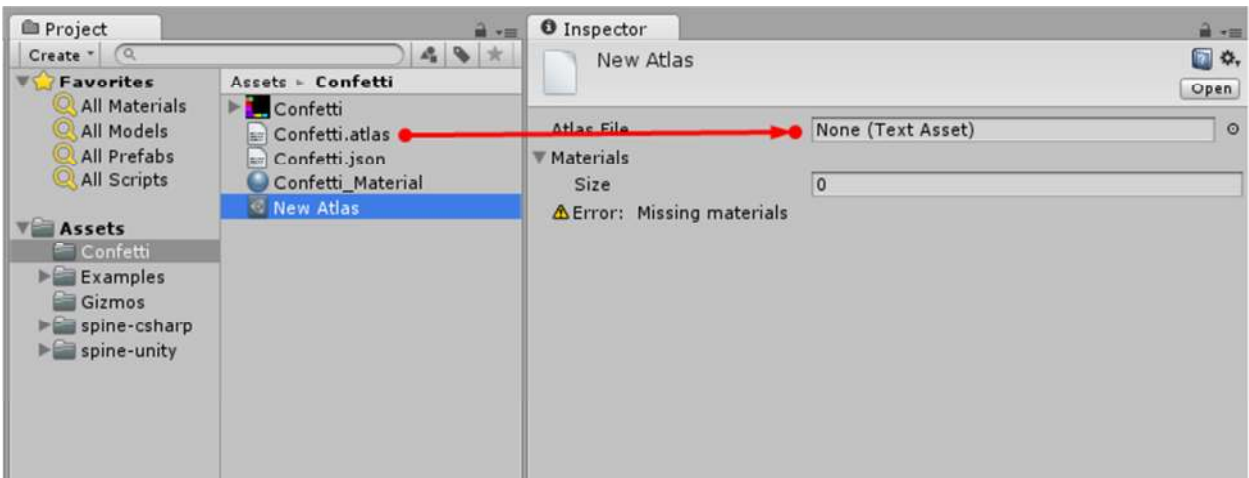 Project
Create
Favorites
All Materials
All Models
All Prefabs
All Scripts
Assets
Confetti
Examples
Gizmos
spine-csharp
spine-unity
Assets ► Confetti
Confetti
Confetti.atlas
Confetti.json
Confetti_Material
New Atlas
Inspector
New Atlas
Open
Atlas File None (Text Asset)
Materials
Size 0
Error: Missing materials